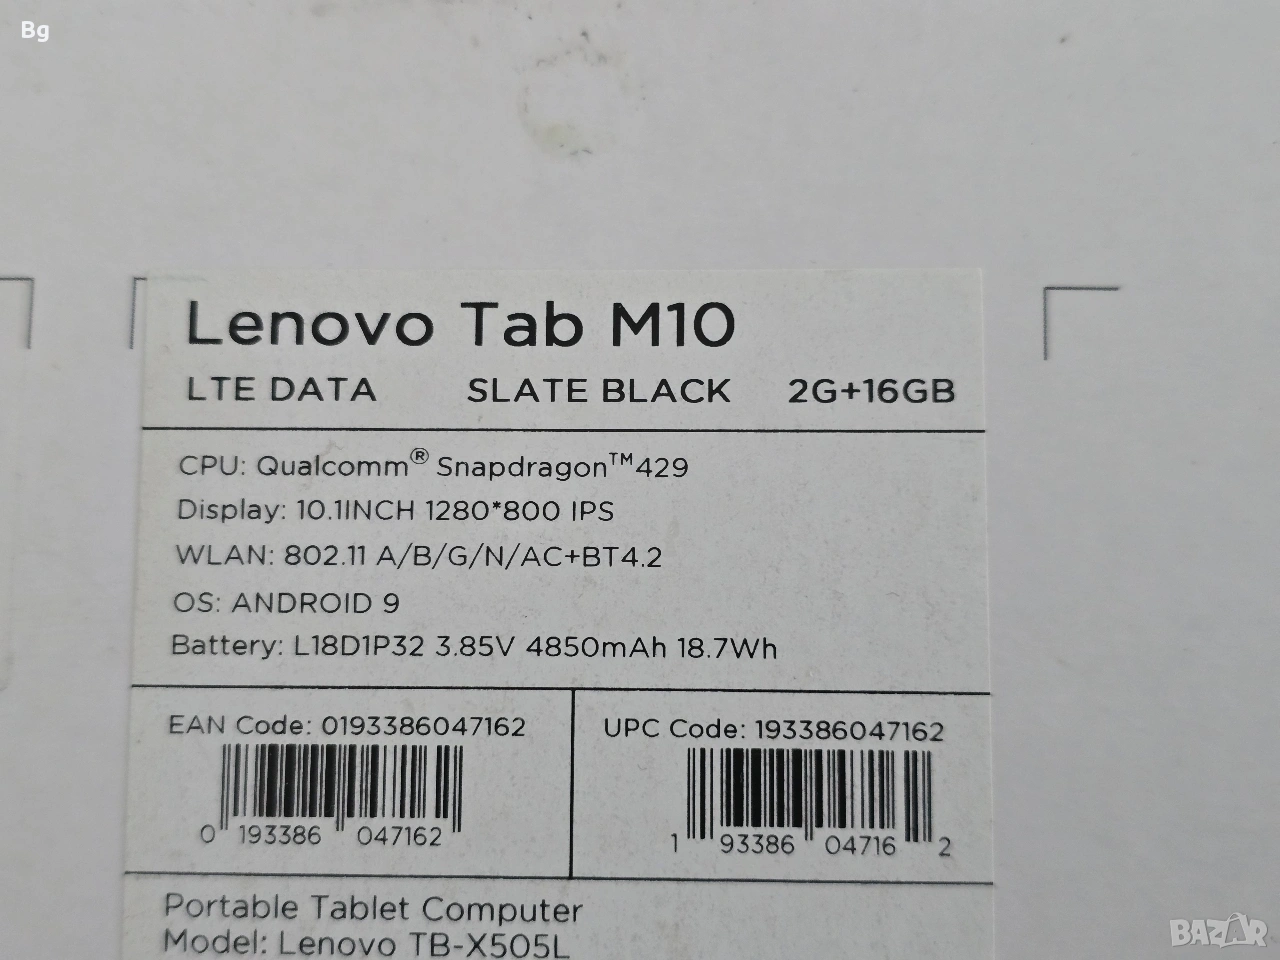 Bg
Lenovo Tab M10
LTE DATA SLATE BLACK 2G+16GB
CPU: Qualcomm® Snapdragon™429
Display: 10.1INCH 1280*800 IPS
WLAN: 802.11 A/B/G/N/AC+BT4.2
OS: ANDROID 9
Battery: L18D1P32 3.85V 4850mAh 18.7Wh
EAN Code: 0193386047162
0 193386 047162
UPC Code: 193386047162
1 93386 04716 2
Portable Tablet Computer
Model: Lenovo TB-X505L
BAZAR